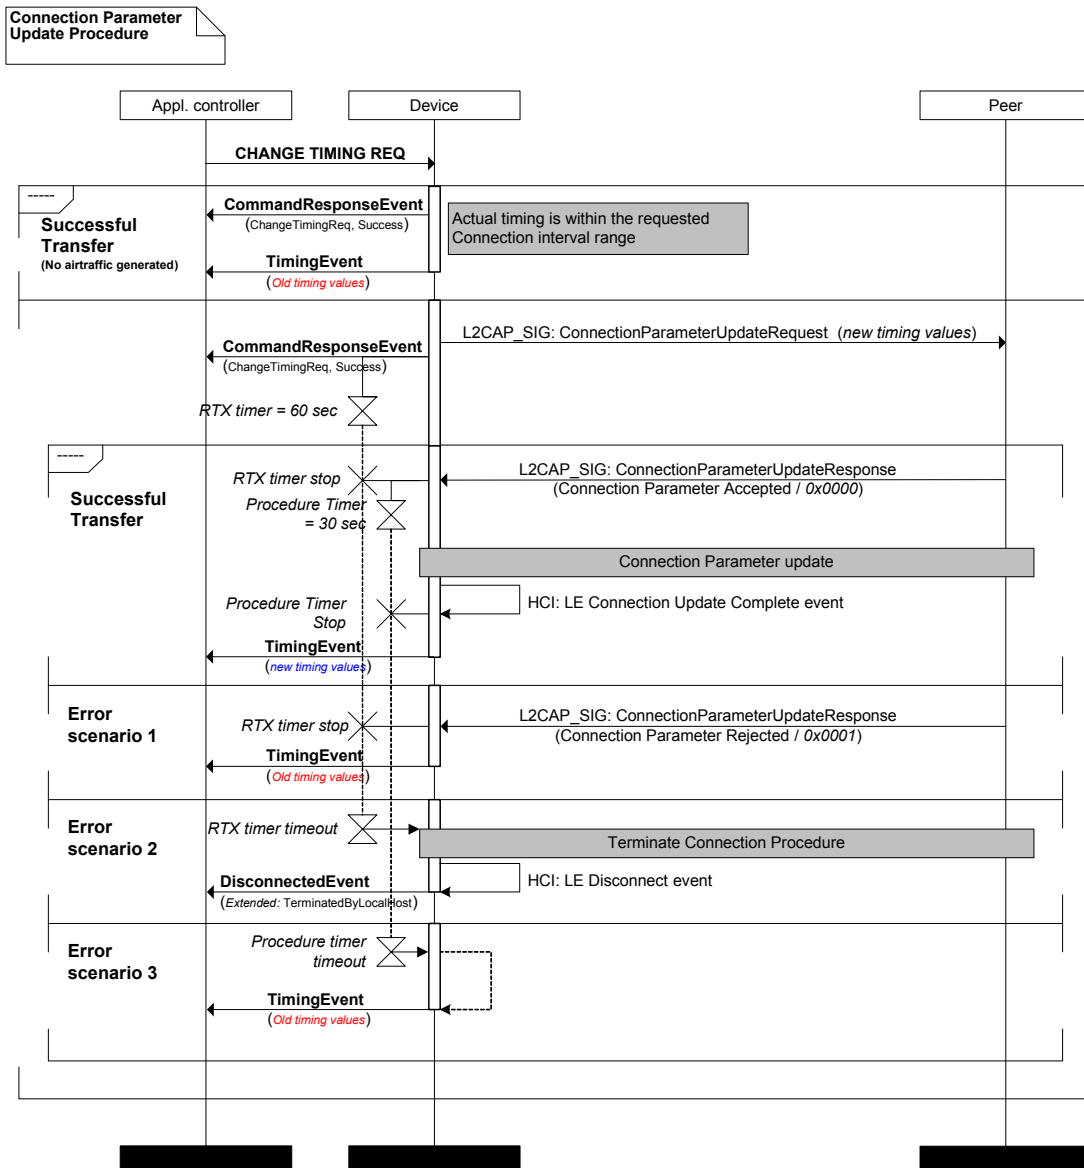 Connection Parameter
Update Procedure
Appl. controller
Device
Peer
CHANGE TIMING REQ
-----
Successful
Transfer
(No airtraffic generated)
CommandResponseEvent
(ChangeTimingReq, Success)
Actual timing is within the requested
Connection interval range
TimingEvent
(Old timing values)
L2CAP_SIG: ConnectionParameterUpdateRequest (new timing values)
CommandResponseEvent
(ChangeTimingReq, Success)
RTX timer = 60 sec
-----
Successful
Transfer
RTX timer stop
L2CAP_SIG: ConnectionParameterUpdateResponse
(Connection Parameter Accepted / 0x0000)
Procedure Timer
= 30 sec
Connection Parameter update
HCI: LE Connection Update Complete event
Procedure Timer
Stop
TimingEvent
(new timing values)
Error
scenario 1
RTX timer stop
L2CAP_SIG: ConnectionParameterUpdateResponse
(Connection Parameter Rejected / 0x0001)
TimingEvent
(Old timing values)
Error
scenario 2
RTX timer timeout
Terminate Connection Procedure
HCI: LE Disconnect event
DisconnectedEvent
(Extended: TerminatedByLocalHost)
Error
scenario 3
Procedure timer
timeout
TimingEvent
(Old timing values)